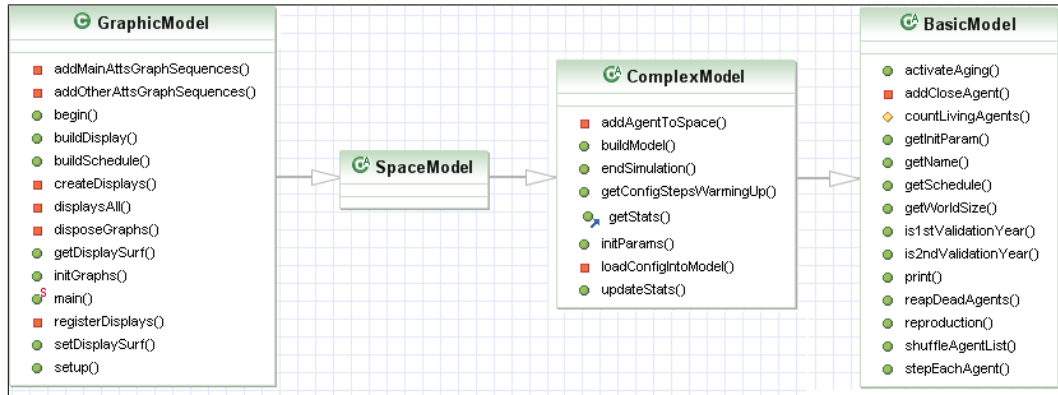 GraphicModel
addMainAttsGraphSequences()
addOtherAttsGraphSequences()
begin()
buildDisplay()
buildSchedule()
createDisplays()
displaysAll()
disposeGraphs()
getDisplaySurf()
initGraphs()
main()
registerDisplays()
setDisplaySurf()
setup()
SpaceModel
ComplexModel
addAgentToSpace()
buildModel()
endSimulation()
getConfigStepsWarmingUp()
getStats()
initParams()
loadConfigIntoModel()
updateStats()
BasicModel
activateAging()
addCloseAgent()
countLivingAgents()
getInitParam()
getName()
getSchedule()
getWorldSize()
is1stValidationYear()
is2ndValidationYear()
print()
reapDeadAgents()
reproduction()
shuffleAgentList()
stepEachAgent()